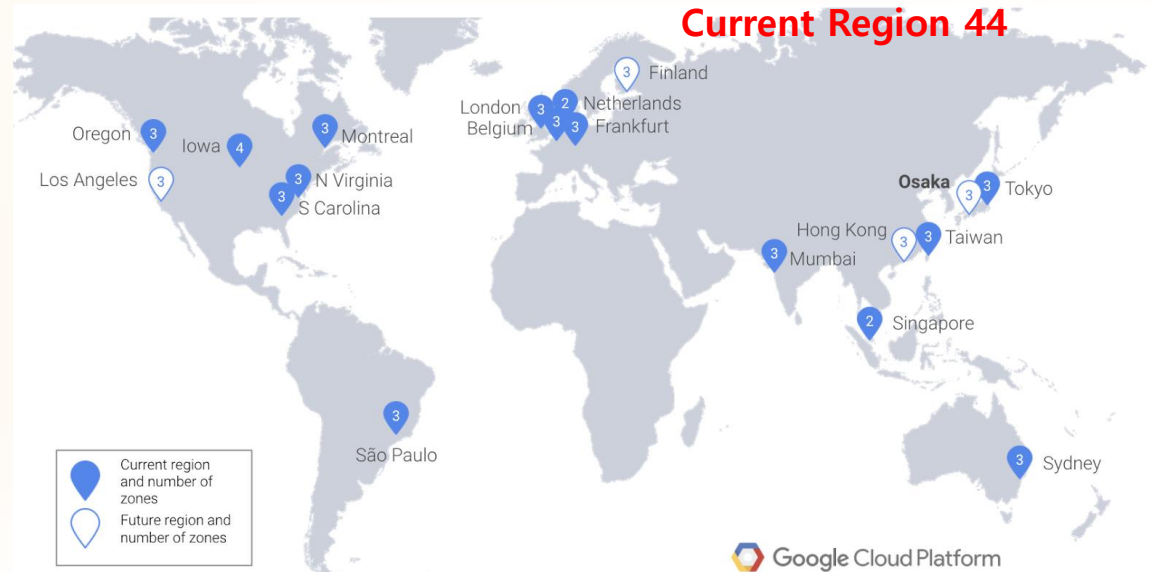 Current Region 44
3 Finland
London 3
2 Netherlands
Belgium 3
3 Frankfurt
Oregon 3
Iowa 4
3 Montreal
Los Angeles 3
3 N Virginia
3 S Carolina
Osaka 3
3 Tokyo
Hong Kong 3
3 Taiwan
3 Mumbai
2 Singapore
3
São Paulo
3 Sydney
Current region
and number of
zones
Future region and
number of zones
Google Cloud Platform